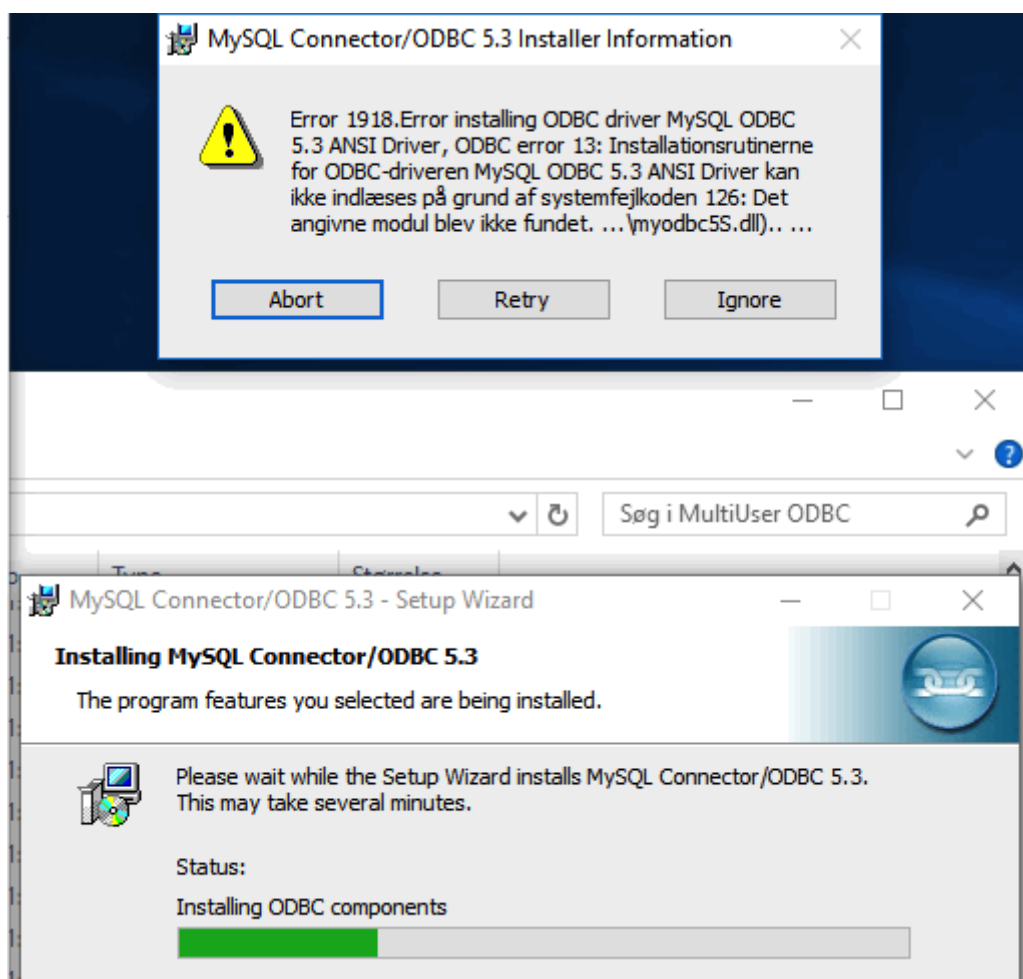 MySQL Connector/ODBC 5.3 Installer Information
Error 1918.Error installing ODBC driver MySQL ODBC
5.3 ANSI Driver, ODBC error 13: Installationsrutinerne
for ODBC-driveren MySQL ODBC 5.3 ANSI Driver kan
ikke indlæses på grund af systemfejlkoden 126: Det
angivne modul blev ikke fundet. ...\myodbc5S.dll).. ...
Abort
Retry
Ignore
Søg i MultiUser ODBC
Type
Størrelse
MySQL Connector/ODBC 5.3 - Setup Wizard
Installing MySQL Connector/ODBC 5.3
The program features you selected are being installed.
Please wait while the Setup Wizard installs MySQL Connector/ODBC 5.3.
This may take several minutes.
Status:
Installing ODBC components